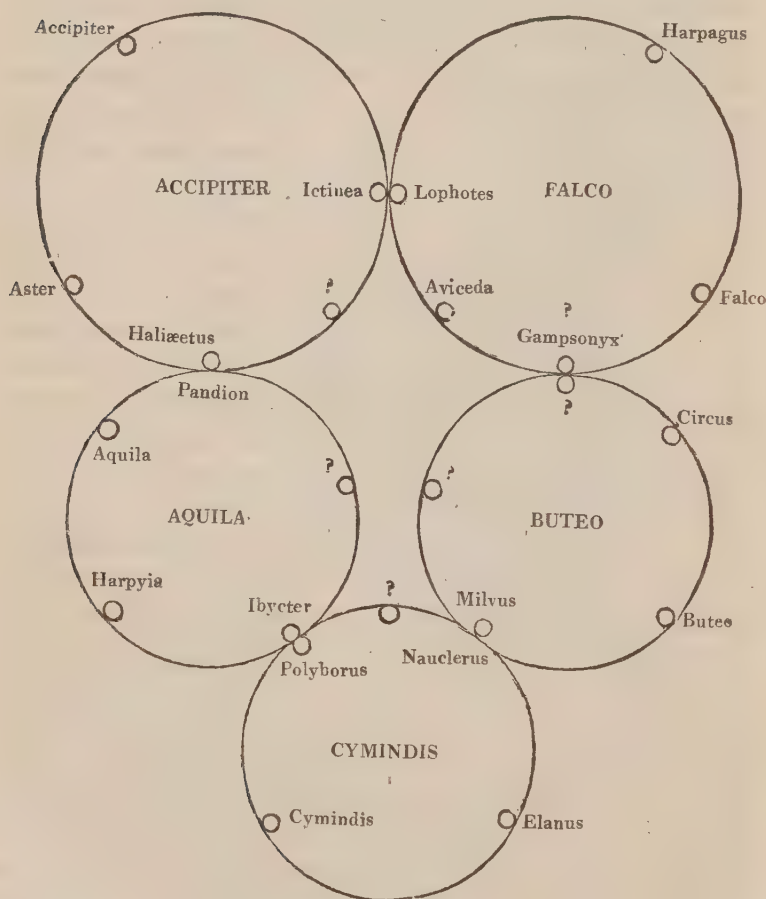 Accipiter
Harpagus
ACCIPITER
Ictinea
Lophotes
FALCO
Aster
?
Aviceda
?
Falco
Haliæetus
Gampsonyx
Pandion
?
Circus
Aquila
?
?
AQUILA
BUTEO
Harpyia
Ibycter
?
Milvus
Buteo
Polyborus
Nauclerus
CYMINDIS
Cymindis
Elanus